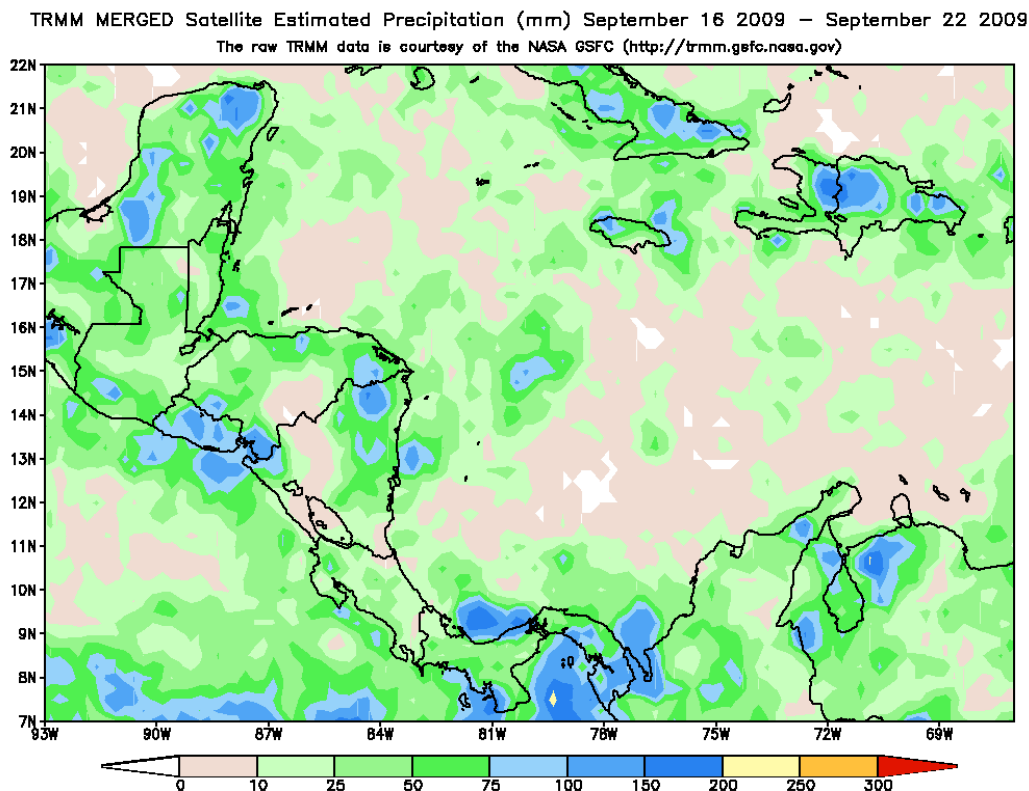 TRMM MERGED Satellite Estimated Precipitation (mm) September 16 2009 – September 22 2009
The raw TRMM data is courtesy of the NASA GSFC (http://trmm.gsfc.nasa.gov)
22N
21N
20N
19N
18N
17N
16N
15N
14N
13N
12N
11N
10N
9N
8N
7N
93W 90W 87W 84W 81W 78W 75W 72W 69W
0 10 25 50 75 100 150 200 250 300